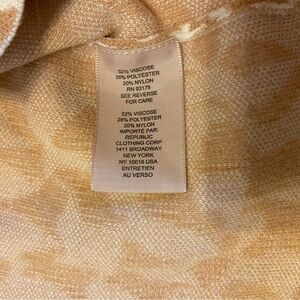 52% VISCOSE
28% POLYESTER
20% NYLON
RN 93178
SEE REVERSE
FOR CARE
52% VISCOSE
28% POLYESTER
20% NYLON
IMPORTÉ PAR:
REPUBLIC
CLOTHING CORP
1411 BROADWAY
NEW YORK
NY 10018 USA
ENTRETIEN
AU VERSO